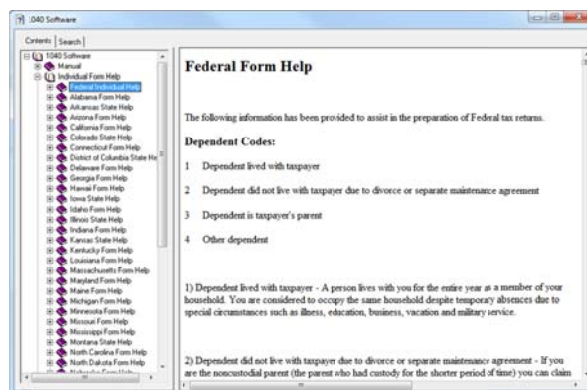 .040 Software
Contents Search
1040 Software
Manual
Individual Form Help
Federal Individual Help
Alabama Form Help
Arkansas State Help
Arizona Form Help
California Form Help
Colorado State Help
Connecticut Form Help
District of Columbia State He
Delaware Form Help
Georgia Form Help
Hawaii Form Help
Iowa State Help
Idaho Form Help
Illinois State Help
Indiana Form Help
Kansas State Help
Kentucky Form Help
Louisiana Form Help
Massachusetts Form Help
Maryland Form Help
Maine Form Help
Michigan Form Help
Minnesota Form Help
Missouri Form Help
Mississippi Form Help
Montana State Help
North Carolina Form Help
North Dakota Form Help
Federal Form Help
The following information has been provided to assist in the preparation of Federal tax returns.
Dependent Codes:
1 Dependent lived with taxpayer
2 Dependent did not live with taxpayer due to divorce or separate maintenance agreement
3 Dependent is taxpayer's parent
4 Other dependent
1) Dependent lived with taxpayer - A person lives with you for the entire year as a member of your
household. You are considered to occupy the same household despite temporary absences due to
special circumstances such as illness, education, business, vacation and military service.
2) Dependent did not live with taxpayer due to divorce or separate maintenance agreement - If you
are the noncustodial parent (the parent who had custody for the shorter period of time) you can claim